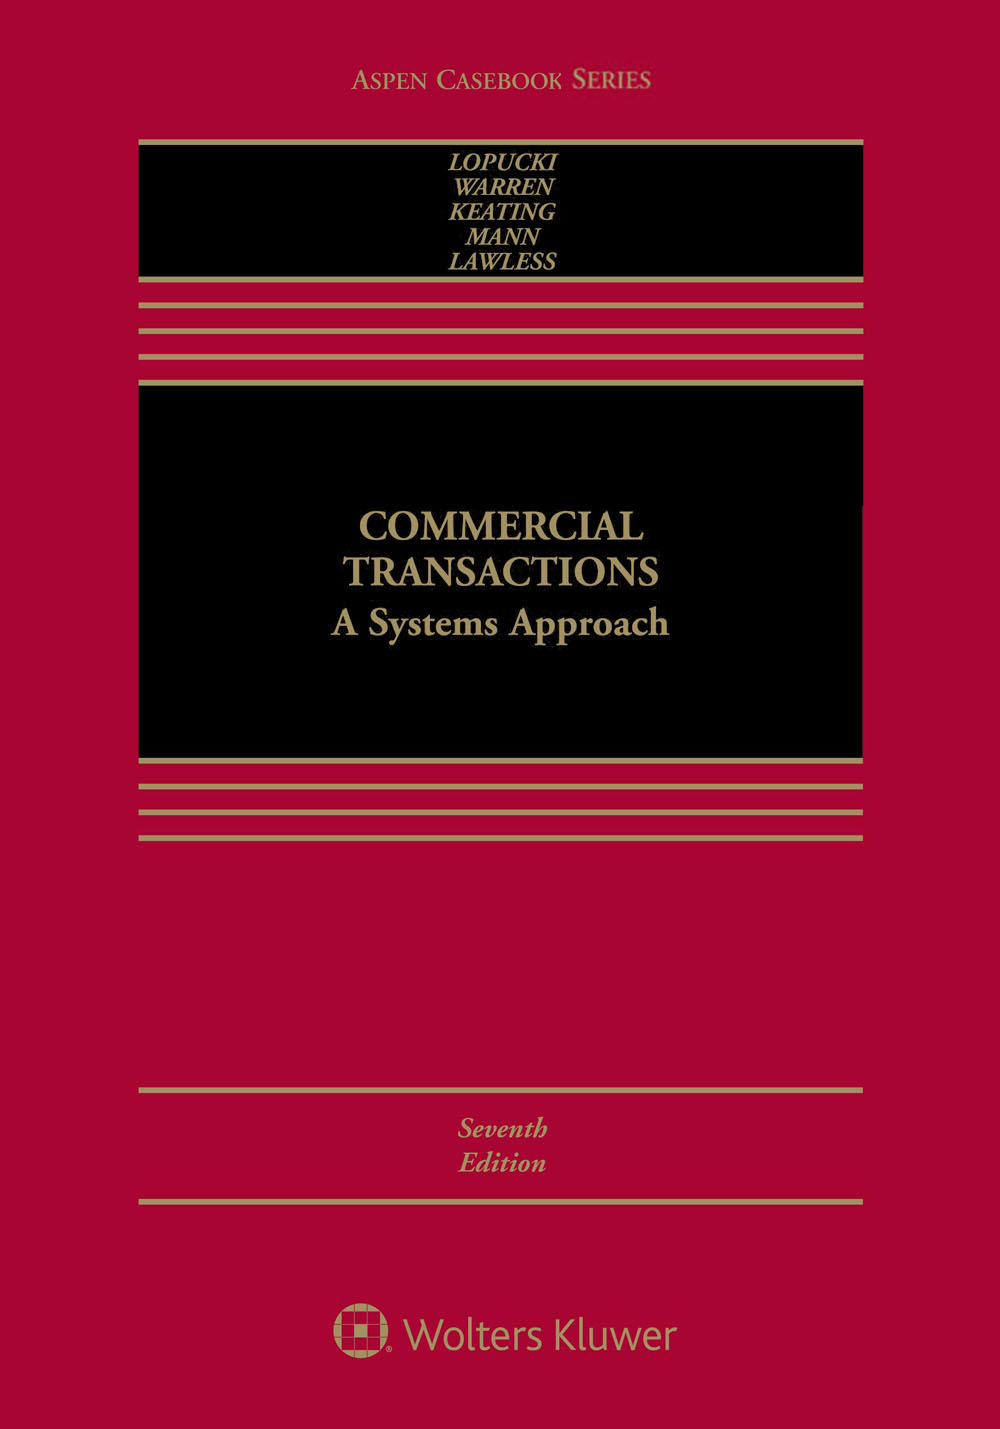 ASPEN CASEBOOK SERIES
LOPUCKI
WARREN
KEATING
MANN
LAWLESS
COMMERCIAL
TRANSACTIONS
A Systems Approach
Seventh
Edition
® Wolters Kluwer